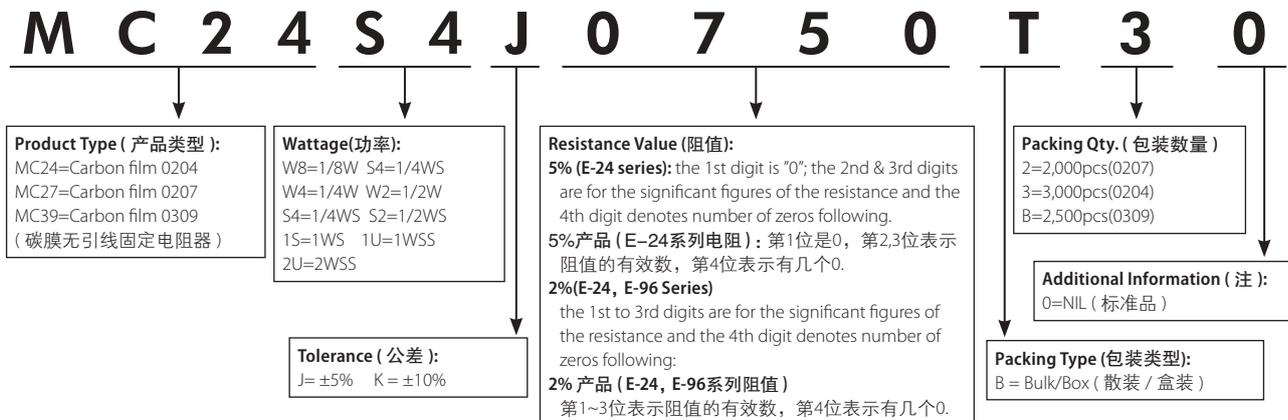 MC24S4J0750T30
Product Type ( 产品类型 ):
MC24=Carbon film 0204
MC27=Carbon film 0207
MC39=Carbon film 0309
( 碳膜无引线固定电阻器 )
Wattage(功率):
W8=1/8W S4=1/4WS
W4=1/4W W2=1/2W
S4=1/4WS S2=1/2WS
1S=1WS 1U=1WSS
2U=2WSS
Tolerance ( 公差 ):
J= ±5% K = ±10%
Resistance Value (阻值):
5% (E-24 series): the 1st digit is "0"; the 2nd & 3rd digits
are for the significant figures of the resistance and the
4th digit denotes number of zeros following.
5%产品 ( E–24系列电阻 ) : 第1位是0，第2,3位表示
阻值的有效数，第4位表示有几个0.
2%(E-24, E-96 Series)
the 1st to 3rd digits are for the significant figures of
the resistance and the 4th digit denotes number of
zeros following:
2% 产品 ( E-24, E-96系列阻值 )
第1~3位表示阻值的有效数，第4位表示有几个0.
Packing Qty. ( 包装数量 )
2=2,000pcs(0207)
3=3,000pcs(0204)
B=2,500pcs(0309)
Additional Information ( 注 ):
0=NIL ( 标准品 )
Packing Type (包装类型):
B = Bulk/Box ( 散装 / 盒装 )